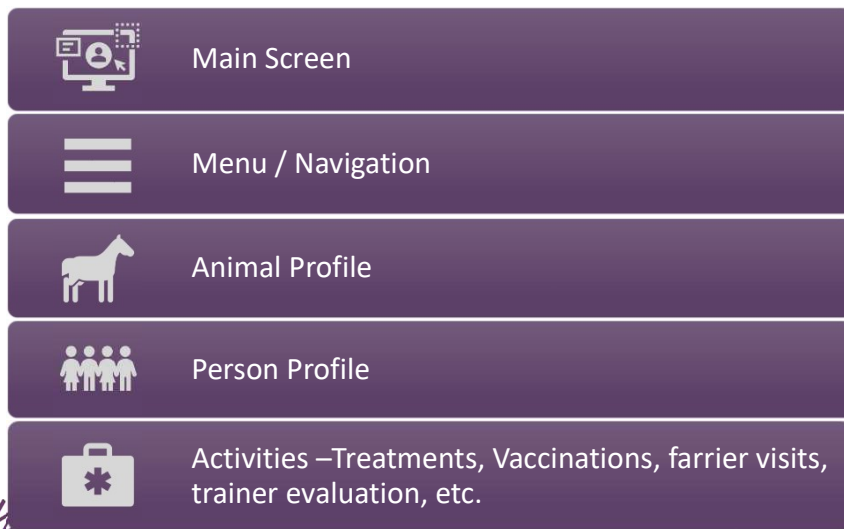 Main Screen
Menu / Navigation
Animal Profile
Person Profile
Activities –Treatments, Vaccinations, farrier visits,
trainer evaluation, etc.